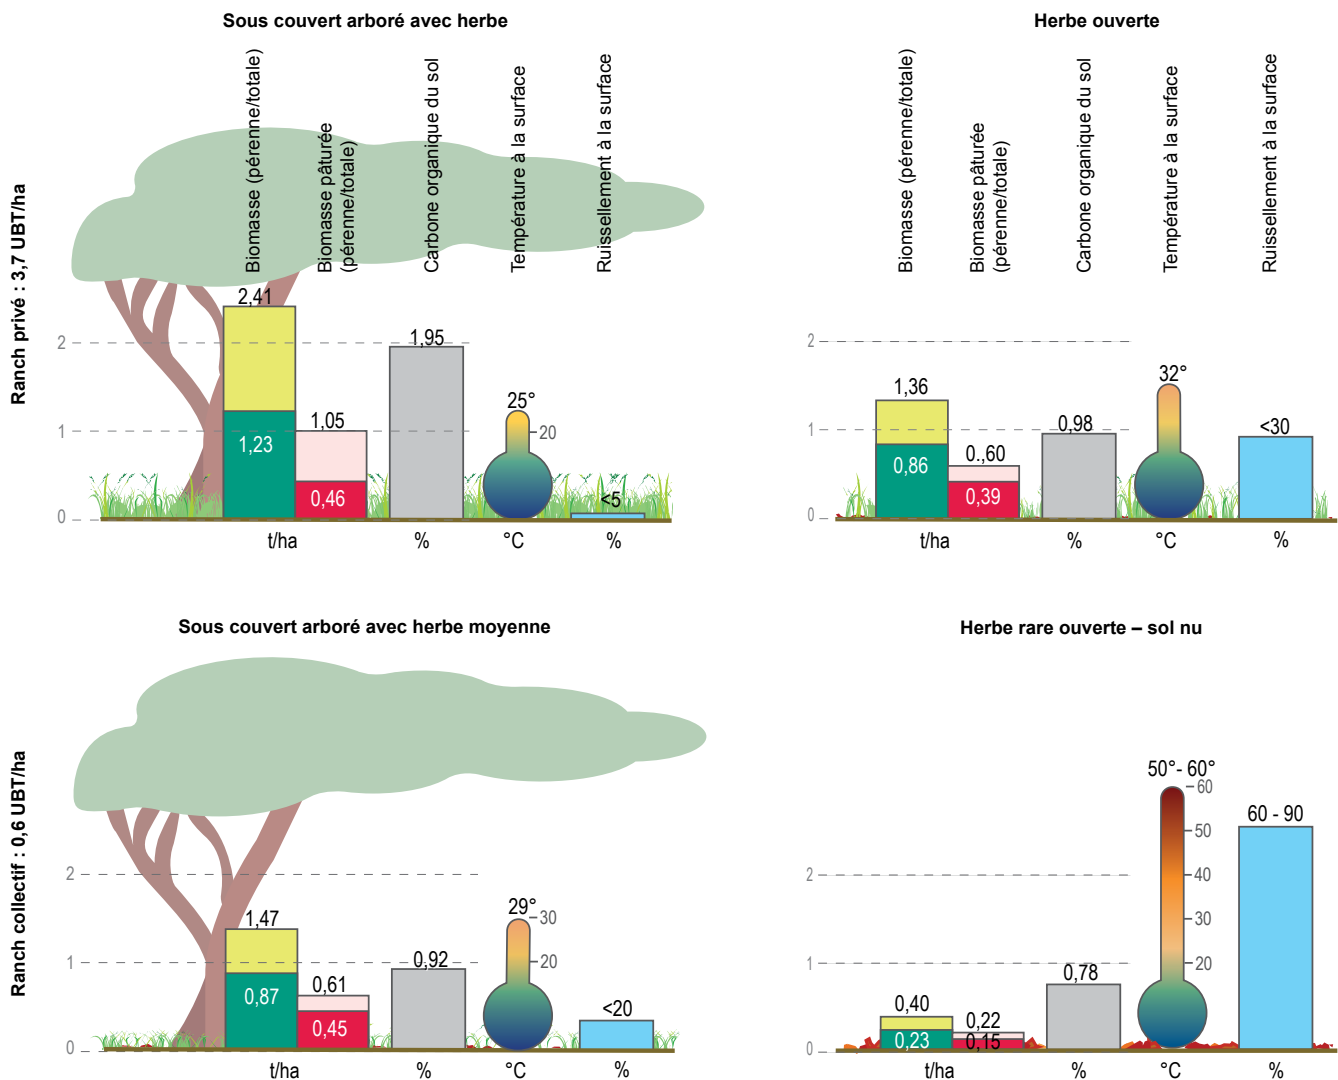 Sous couvert arboré avec herbe
Herbe ouverte
Ranch privé : 3,7 UBT/ha
Biomasse (pérenne/totale)
Biomasse pâturée
(pérenne/totale)
Carbone organique du sol
Température à la surface
Ruissellement à la surface
2,41
1,23
1,05
0,46
1,95
25°
20
<5
2
1
0
t/ha
%
°C
%
Biomasse (pérenne/totale)
Biomasse pâturée
(pérenne/totale)
Carbone organique du sol
Température à la surface
Ruissellement à la surface
1,36
0,86
0.,60
0,39
0,98
32°
<30
2
1
0
t/ha
%
°C
%
Sous couvert arboré avec herbe moyenne
Herbe rare ouverte – sol nu
Ranch collectif : 0,6 UBT/ha
1,47
0,87
0,61
0,45
0,92
29°
30
20
<20
2
1
0
t/ha
%
°C
%
0,40
0,23
0,22
0,15
0,78
50°- 60°
60
50
40
30
20
60 - 90
2
1
0
t/ha
%
°C
%